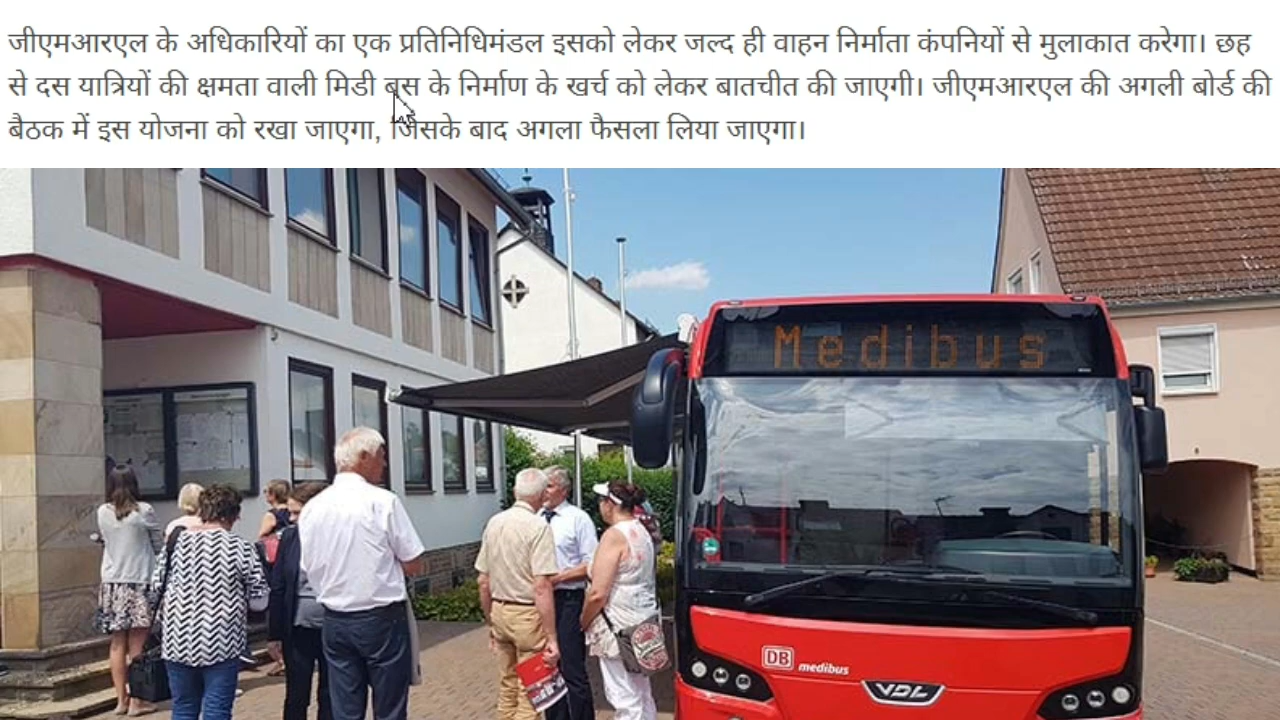 जीएमआरएल के अधिकारियों का एक प्रतिनिधिमंडल इसको लेकर जल्द ही वाहन निर्माता कंपनियों से मुलाकात करेगा। छह
से दस यात्रियों की क्षमता वाली मिडी बस के निर्माण के खर्च को लेकर बातचीत की जाएगी। जीएमआरएल की अगली बोर्ड की
बैठक में इस योजना को रखा जाएगा, जिसके बाद अगला फैसला लिया जाएगा।
Medibus
DB medibus
VDL